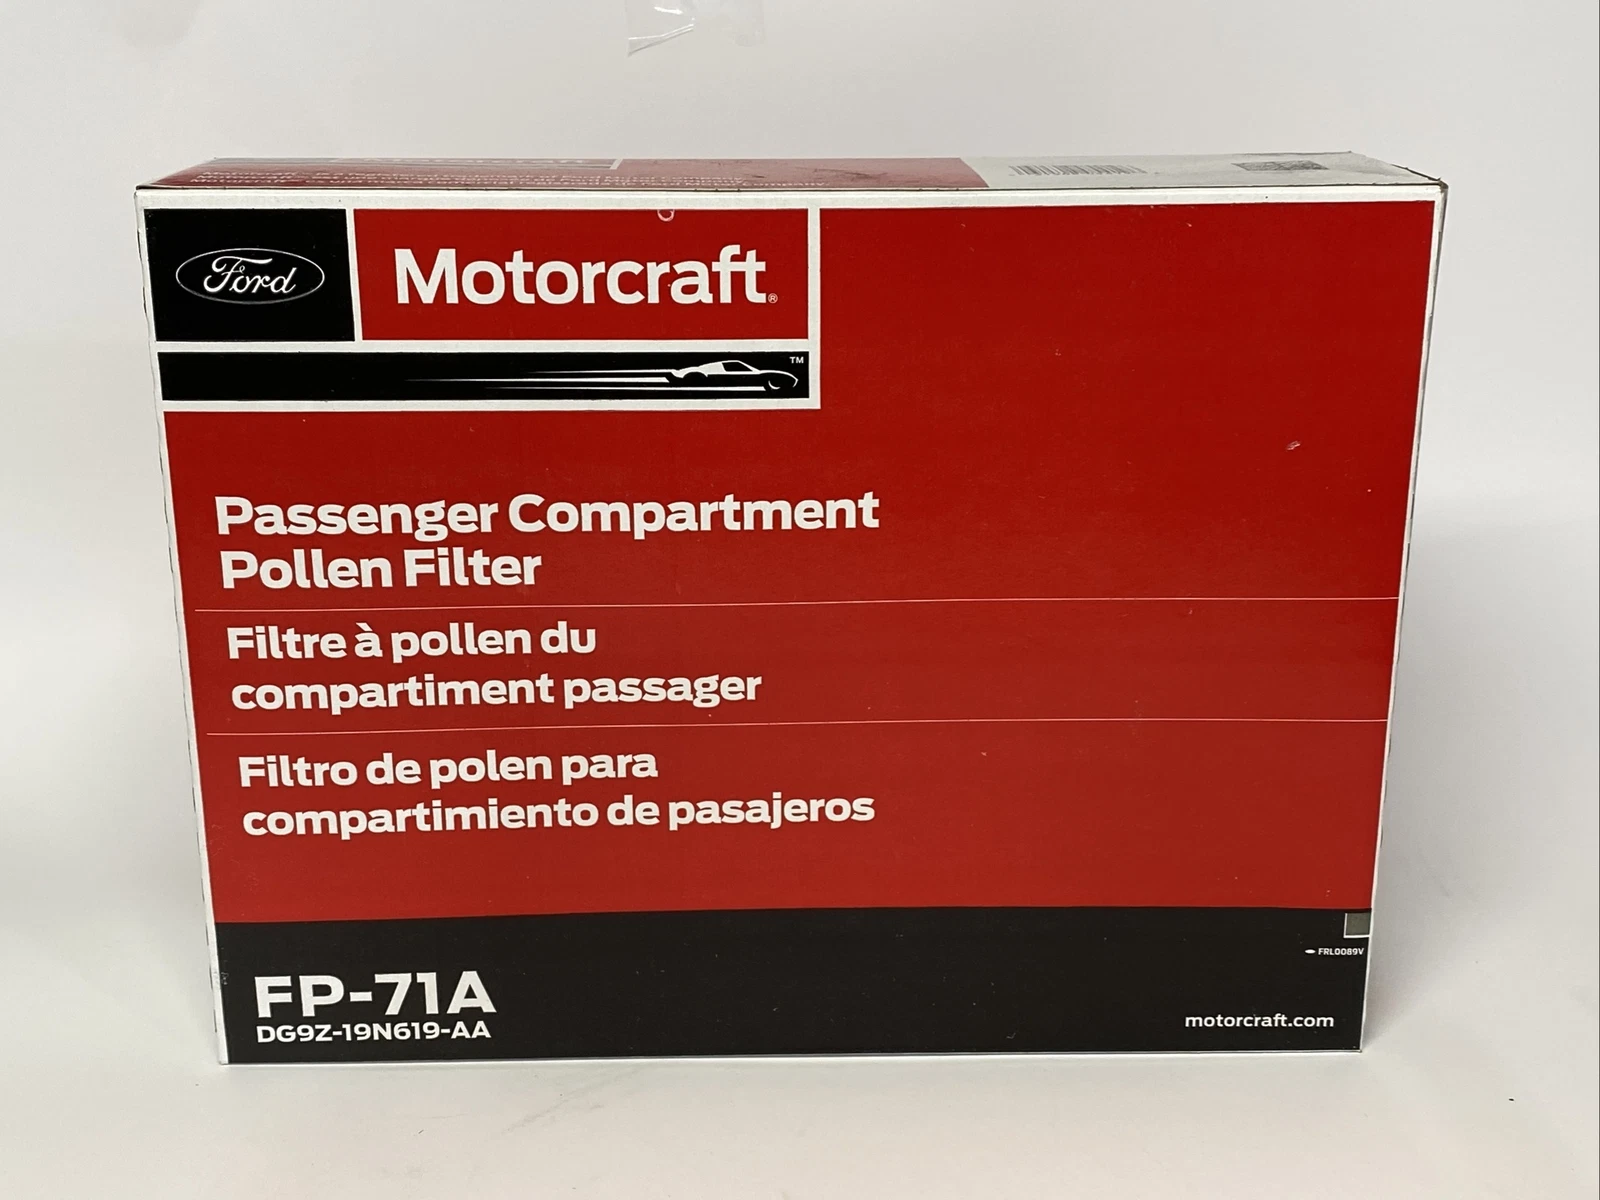 Ford
Motorcraft®
TM
Passenger Compartment
Pollen Filter
Filtre à pollen du
compartiment passager
Filtro de polen para
compartimiento de pasajeros
FRL0089V
FP-71A
DG9Z-19N619-AA
motorcraft.com